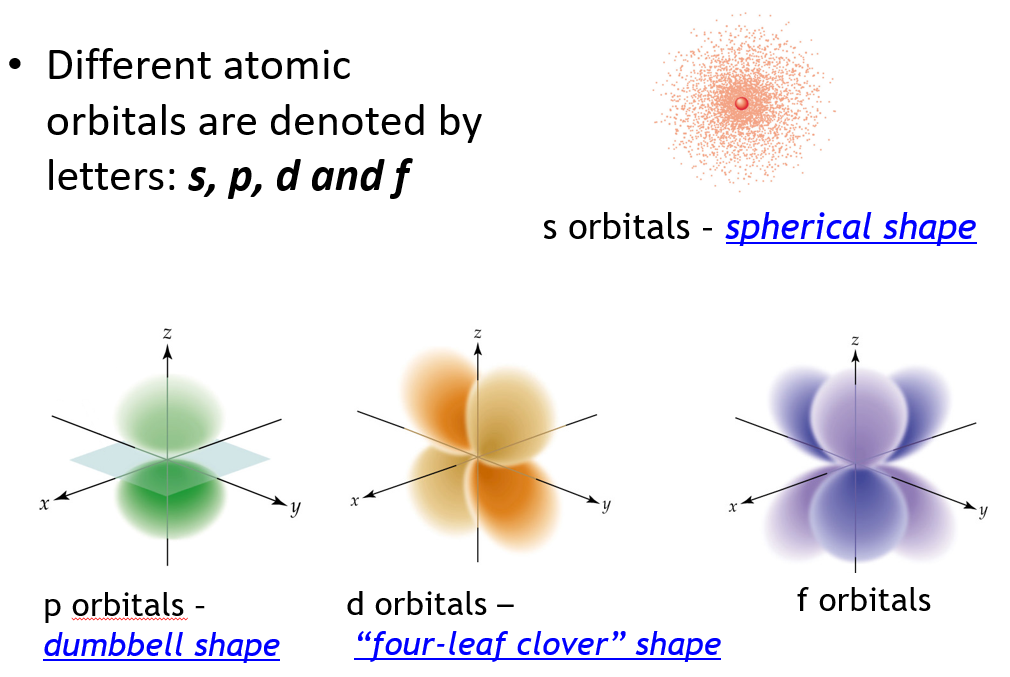 • Different atomic
orbitals are denoted by
letters: s, p, d and f
s orbitals - spherical shape
z
x
y
p orbitals -
dumbbell shape
z
x
y
d orbitals –
“four-leaf clover” shape
z
x
y
f orbitals